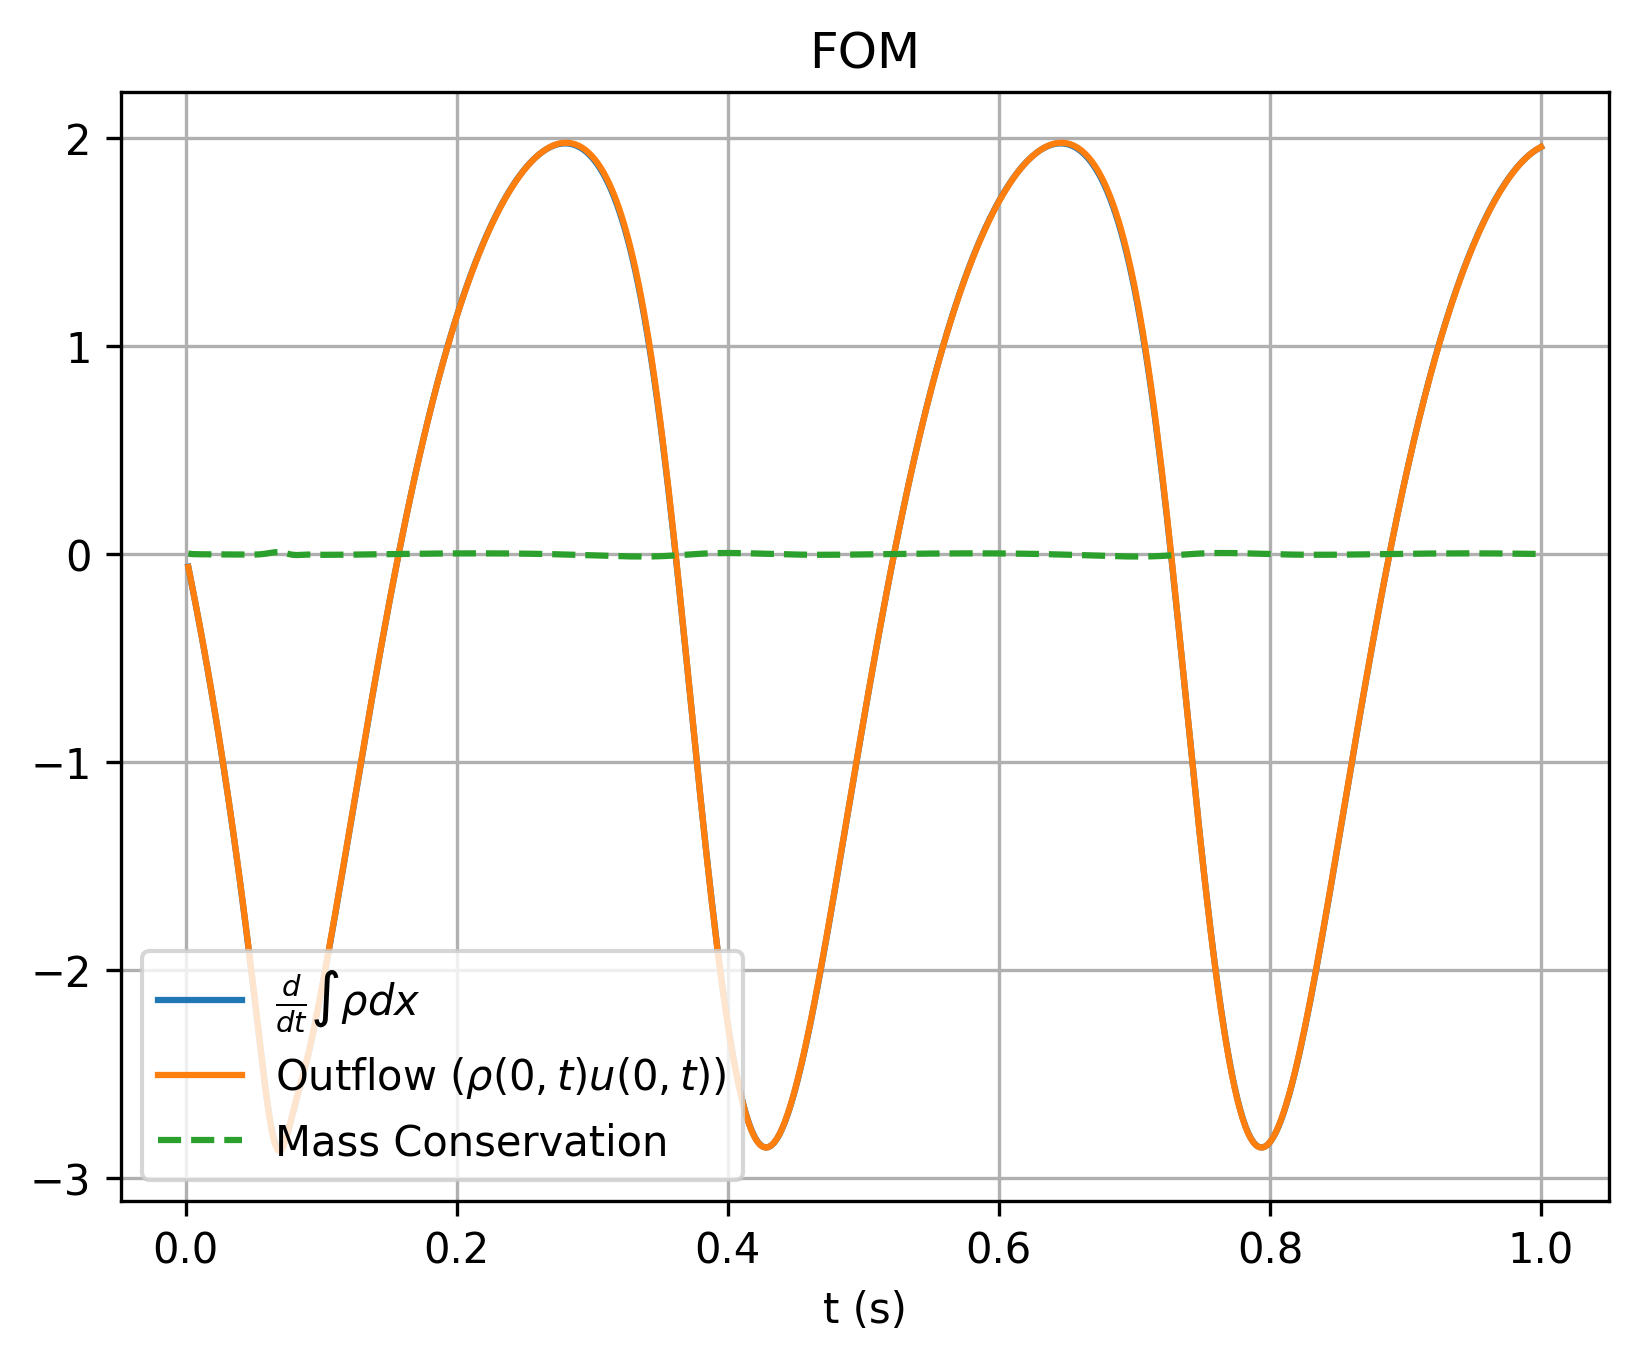 FOM
2
1
0
−1
−2
−3
d/dt ∫ρdx
Outflow (ρ(0, t)u(0, t))
Mass Conservation
0.0 0.2 0.4 0.6 0.8 1.0
t (s)